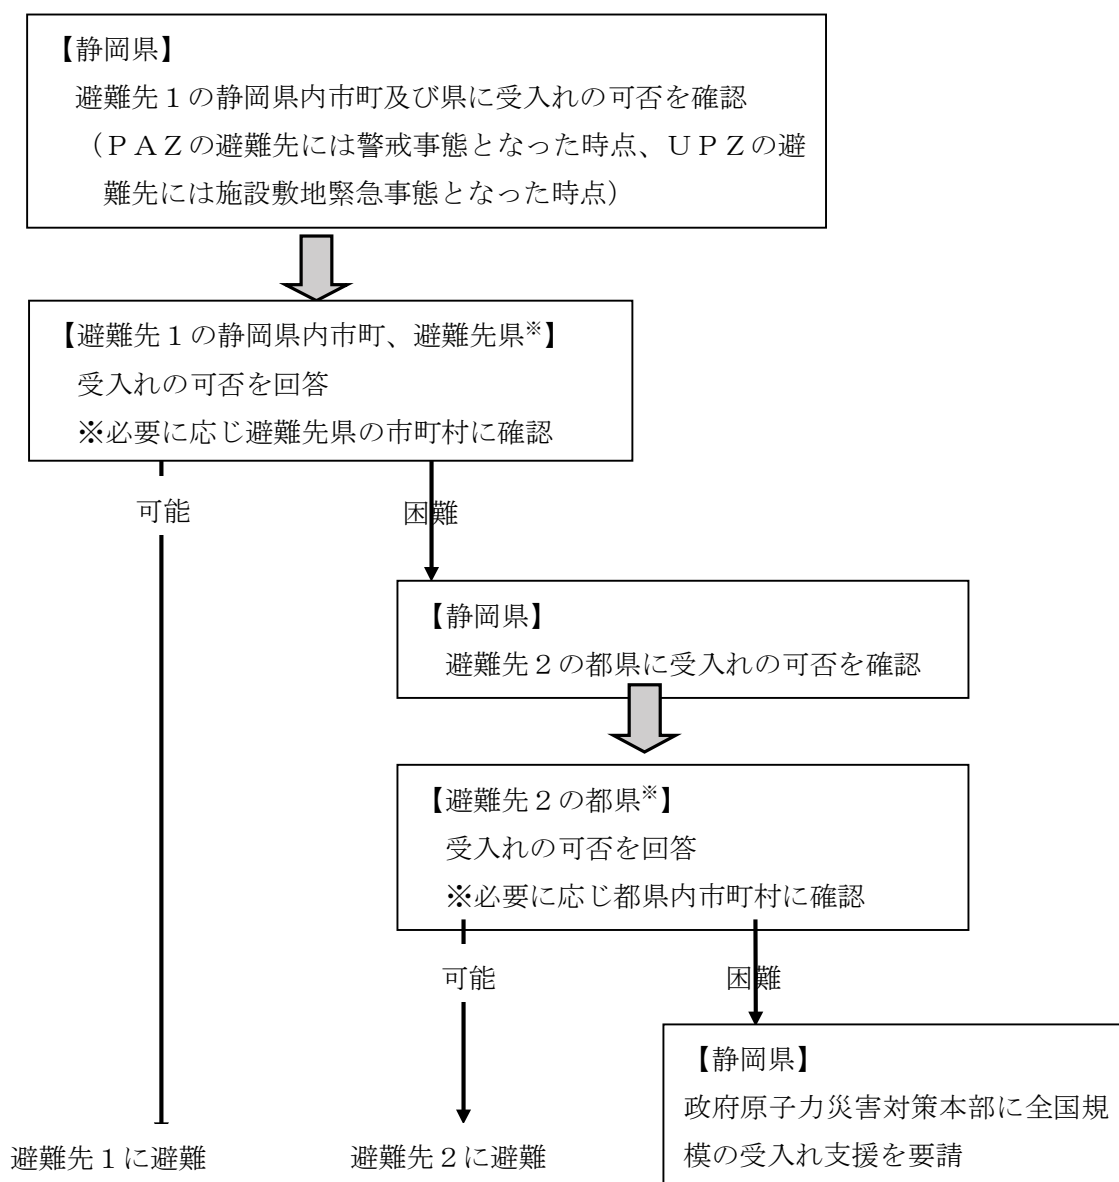 【静岡県】
避難先１の静岡県内市町及び県に受入れの可否を確認
（ＰＡＺの避難先には警戒事態となった時点、ＵＰＺの避
難先には施設敷地緊急事態となった時点）
【避難先１の静岡県内市町、避難先県※】
受入れの可否を回答
※必要に応じ避難先県の市町村に確認
可能
困難
【静岡県】
避難先２の都県に受入れの可否を確認
【避難先２の都県※】
受入れの可否を回答
※必要に応じ都県内市町村に確認
可能
困難
【静岡県】
政府原子力災害対策本部に全国規
模の受入れ支援を要請
避難先１に避難
避難先２に避難